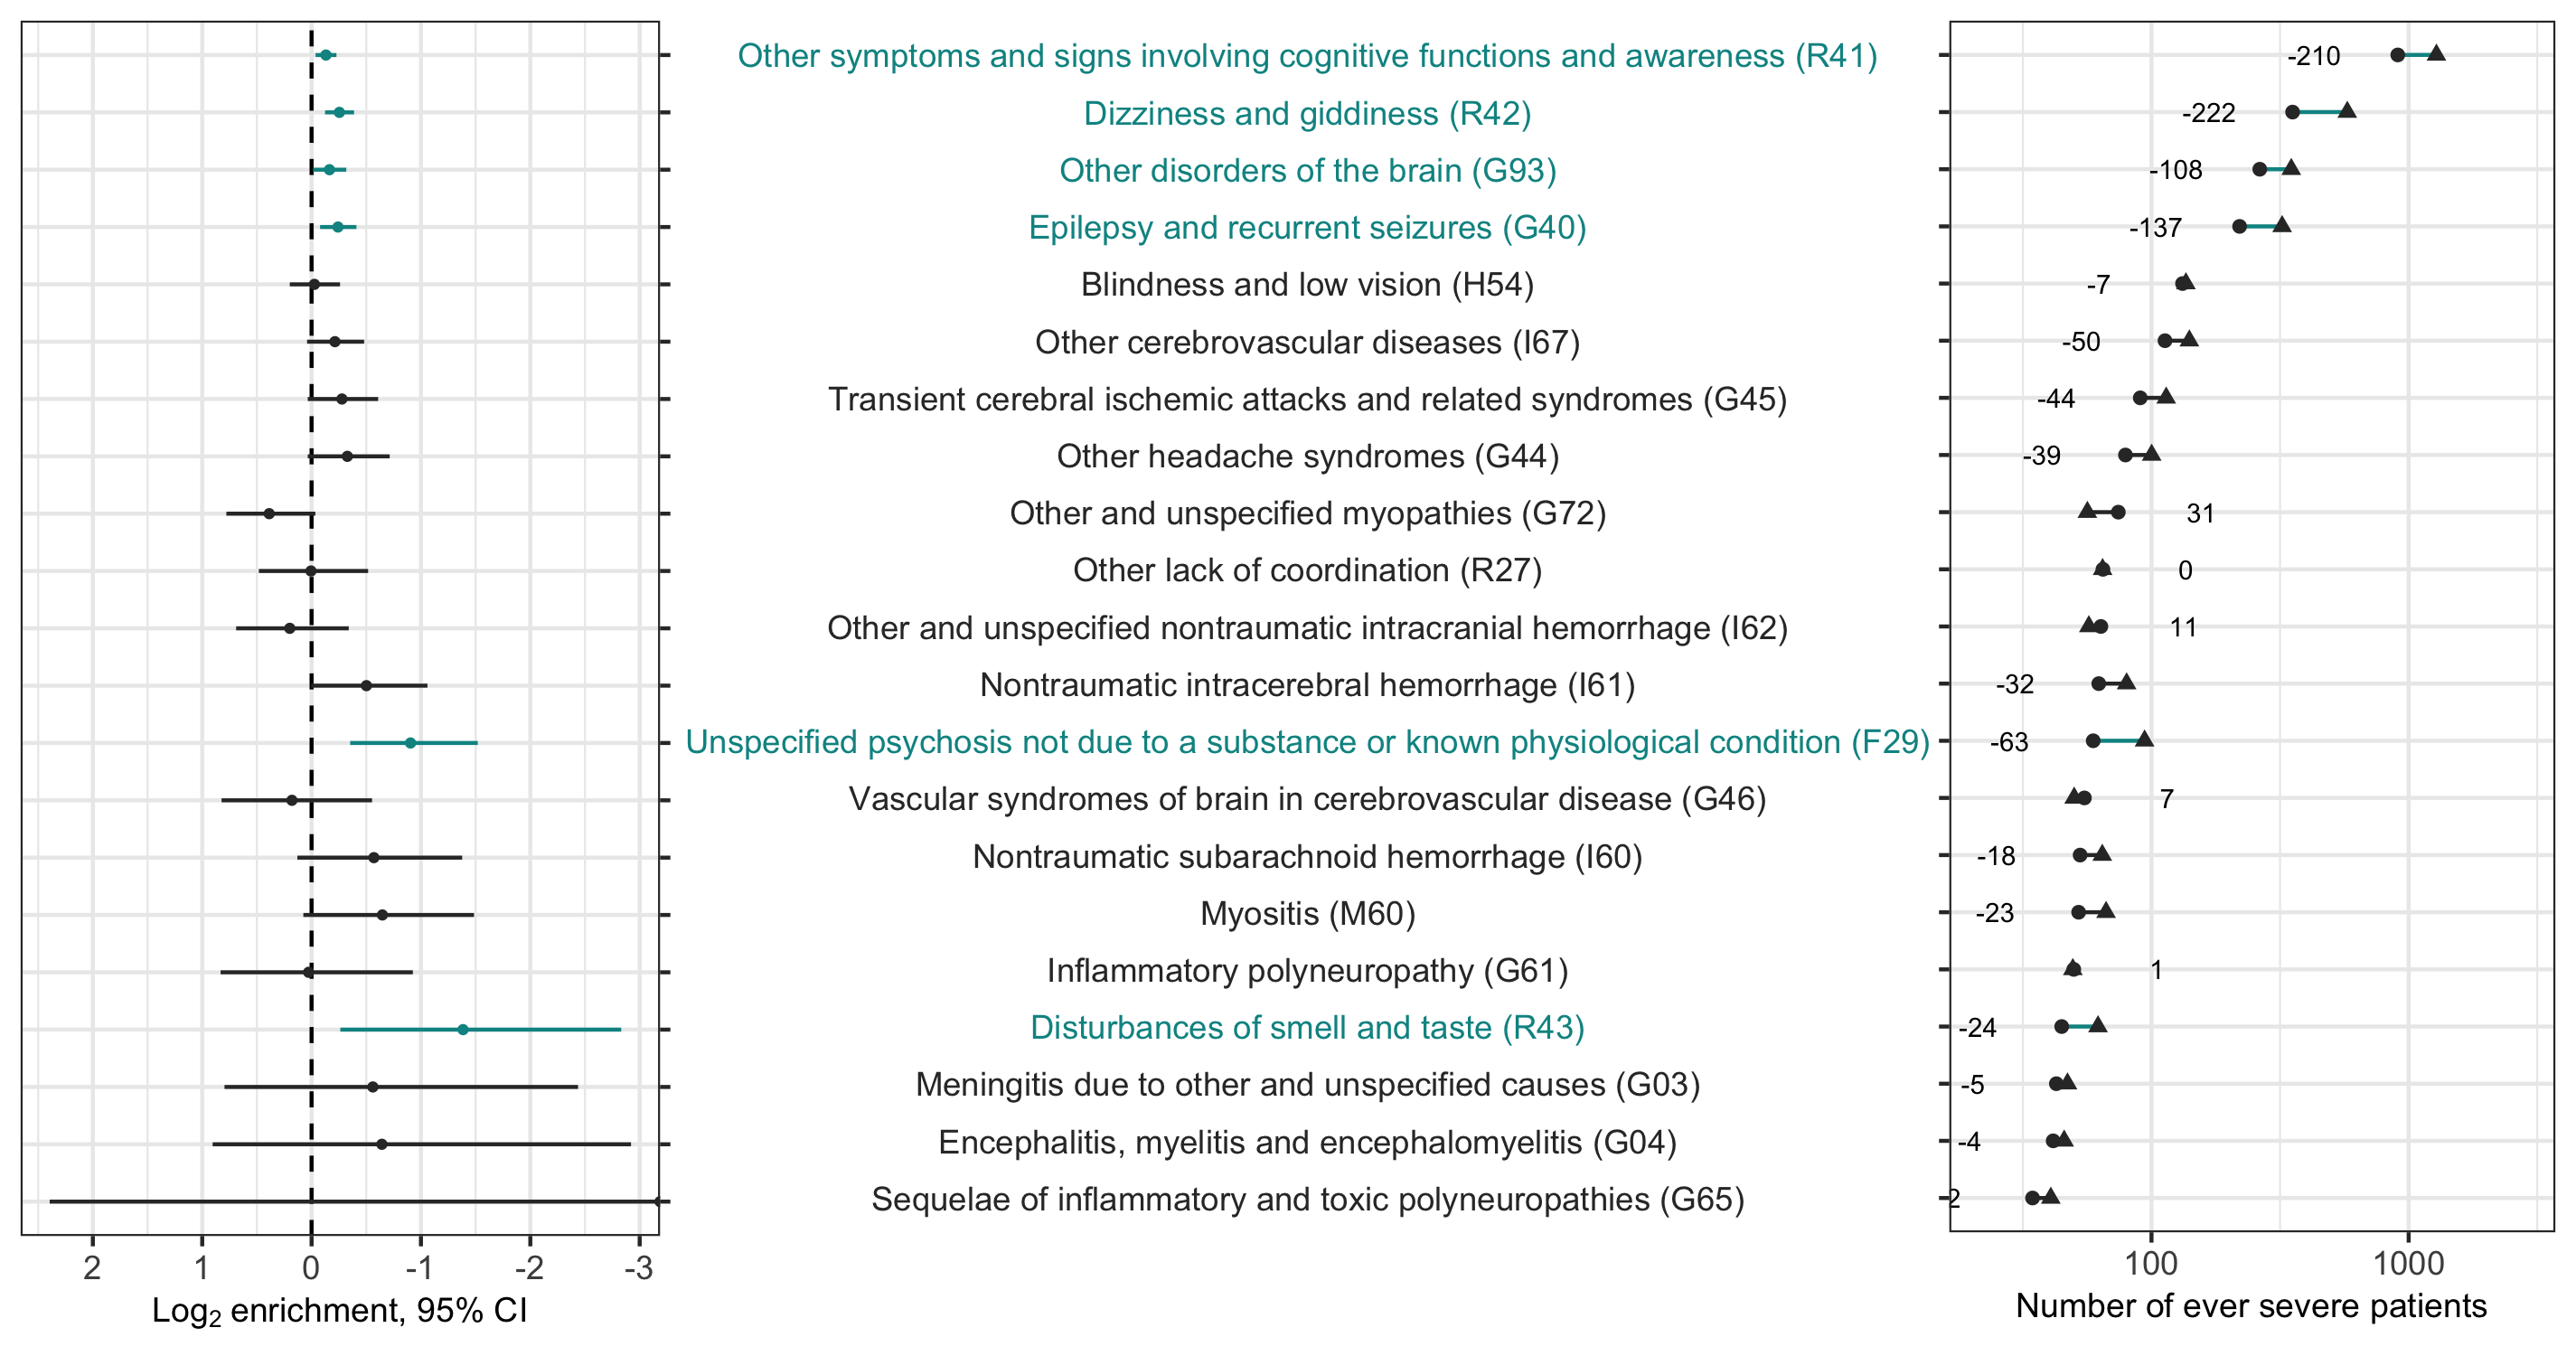 Other symptoms and signs involving cognitive functions and awareness (R41) -210
Dizziness and giddiness (R42) -222
Other disorders of the brain (G93) -108
Epilepsy and recurrent seizures (G40) -137
Blindness and low vision (H54) -7
Other cerebrovascular diseases (I67) -50
Transient cerebral ischemic attacks and related syndromes (G45) -44
Other headache syndromes (G44) -39
Other and unspecified myopathies (G72) 31
Other lack of coordination (R27) 0
Other and unspecified nontraumatic intracranial hemorrhage (I62) 11
Nontraumatic intracerebral hemorrhage (I61) -32
Unspecified psychosis not due to a substance or known physiological condition (F29) -63
Vascular syndromes of brain in cerebrovascular disease (G46) 7
Nontraumatic subarachnoid hemorrhage (I60) -18
Myositis (M60) -23
Inflammatory polyneuropathy (G61) 1
Disturbances of smell and taste (R43) -24
Meningitis due to other and unspecified causes (G03) -5
Encephalitis, myelitis and encephalomyelitis (G04) -4
Sequelae of inflammatory and toxic polyneuropathies (G65) 2
2 1 0 -1 -2 -3
Log₂ enrichment, 95% CI
100 1000
Number of ever severe patients